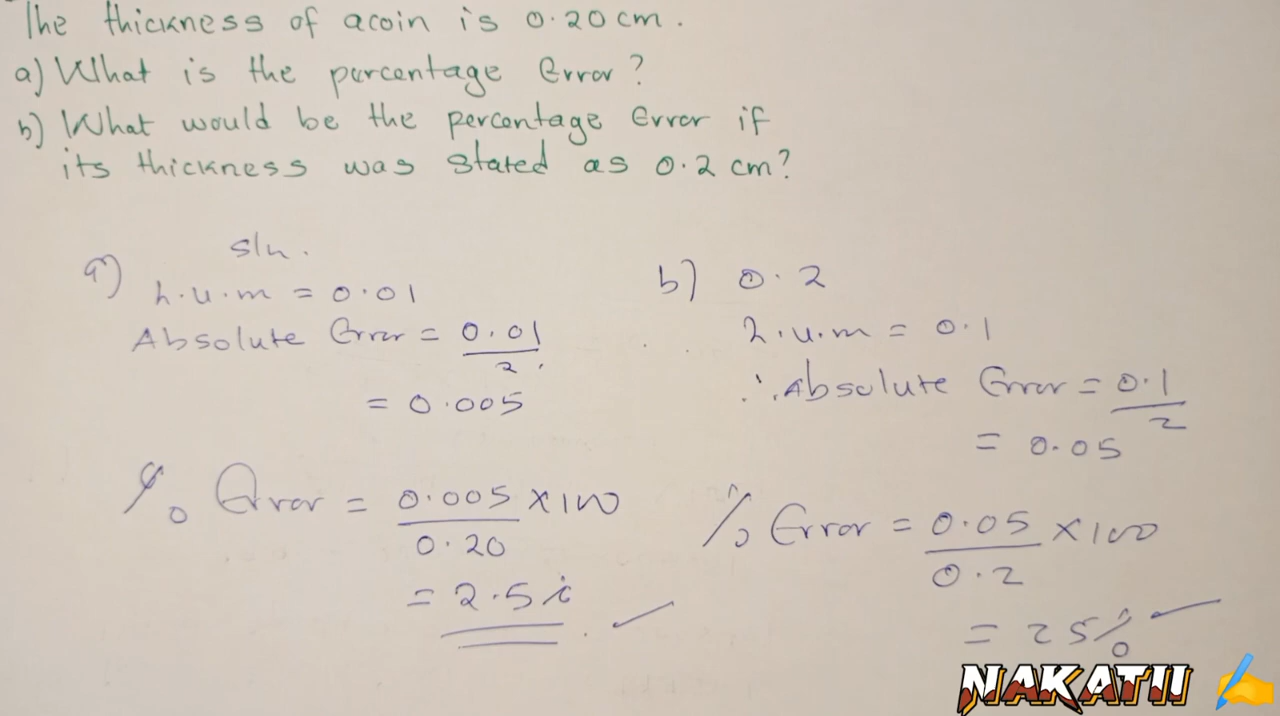 The thickness of acoin is 0.20 cm.
a) What is the percentage Error?
b) What would be the percentage Error if
its thickness was stated as 0.2 cm?
sln.
a)
l.u.m = 0.01
Absolute Error = 0.01
2
= 0.005
% Error = 0.005 x100
0.20
= 2.5%
b) 0.2
l.u.m = 0.1
∴ Absolute Error = 0.1
2
= 0.05
% Error = 0.05 x100
0.2
= 25%
NAKATII